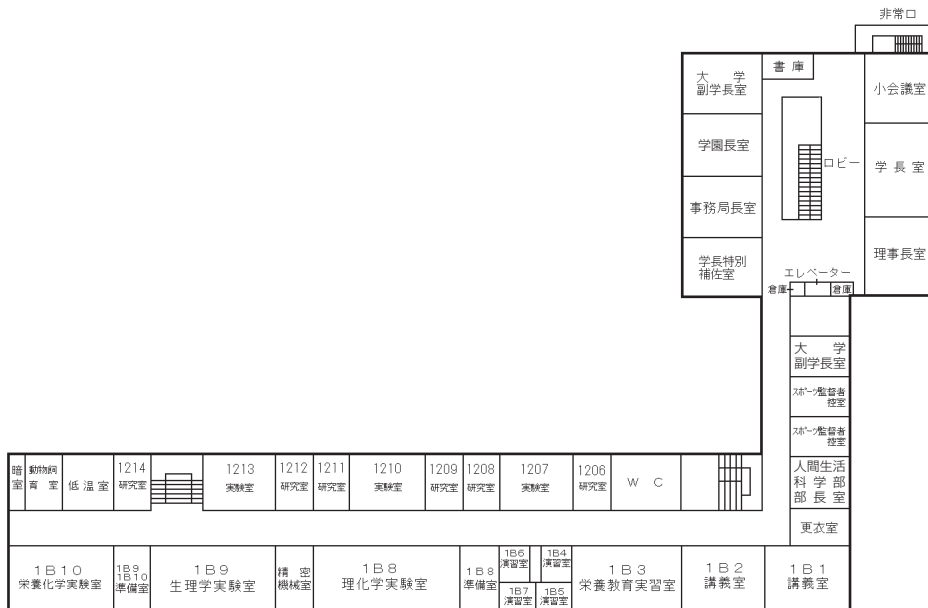 非常口
書庫
大学
副学長室
小会議室
学園長室
ロビー
学長室
事務局長室
学長特別
補佐室
理事長室
エレベーター
倉庫
倉庫
大学
副学長室
スポーツ監督者
控室
スポーツ監督者
控室
人間生活
科学部
部長室
更衣室
暗
室
動物飼
育室
低温室
1214
研究室
1213
実験室
1212
研究室
1211
研究室
1210
実験室
1209
研究室
1208
研究室
1207
実験室
1206
研究室
WC
1B10
栄養化学実験室
1B9
1B10
準備室
1B9
生理学実験室
精密
機械室
1B8
理化学実験室
1B8
準備室
1B6
演習室
1B4
演習室
1B7
演習室
1B5
演習室
1B3
栄養教育実習室
1B2
講義室
1B1
講義室